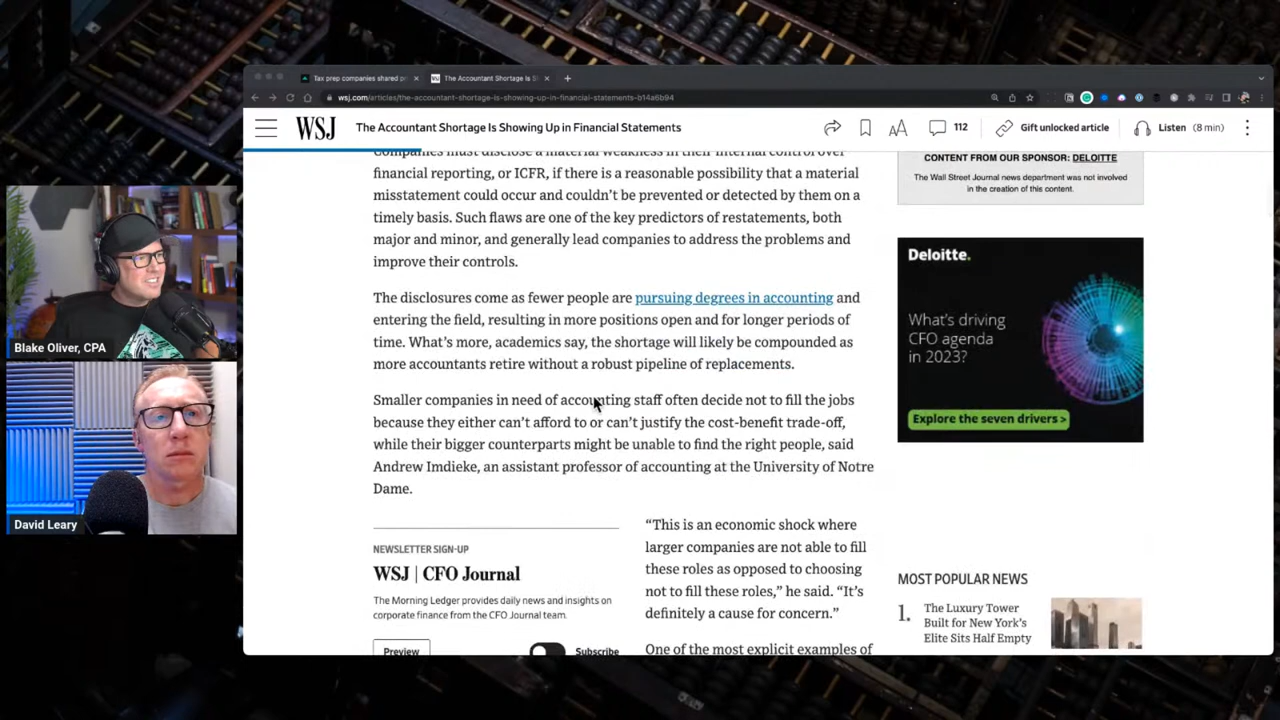 Tax prep companies shared p
The Accountant Shortage Is S
wsj.com/articles/the-accountant-shortage-is-showing-up-in-financial-statements-b14a6b94
WSJ
The Accountant Shortage Is Showing Up in Financial Statements
112
Gift unlocked article
Listen (8 min)
Companies must disclose a material weakness in their internal control over
financial reporting, or ICFR, if there is a reasonable possibility that a material
misstatement could occur and couldn't be prevented or detected by them on a
timely basis. Such flaws are one of the key predictors of restatements, both
major and minor, and generally lead companies to address the problems and
improve their controls.
The disclosures come as fewer people are pursuing degrees in accounting and
entering the field, resulting in more positions open and for longer periods of
time. What's more, academics say, the shortage will likely be compounded as
more accountants retire without a robust pipeline of replacements.
Smaller companies in need of accounting staff often decide not to fill the jobs
because they either can't afford to or can't justify the cost-benefit trade-off,
while their bigger counterparts might be unable to find the right people, said
Andrew Imdieke, an assistant professor of accounting at the University of Notre
Dame.
NEWSLETTER SIGN-UP
WSJ | CFO Journal
The Morning Ledger provides daily news and insights on
corporate finance from the CFO Journal team.
Preview
Subscribe
"This is an economic shock where
larger companies are not able to fill
these roles as opposed to choosing
not to fill these roles," he said. "It's
definitely a cause for concern."
One of the most explicit examples of
CONTENT FROM OUR SPONSOR: DELOITTE
The Wall Street Journal news department was not involved
in the creation of this content.
Deloitte.
What's driving
CFO agenda
in 2023?
Explore the seven drivers >
MOST POPULAR NEWS
1.
The Luxury Tower
Built for New York's
Elite Sits Half Empty
Blake Oliver, CPA
David Leary